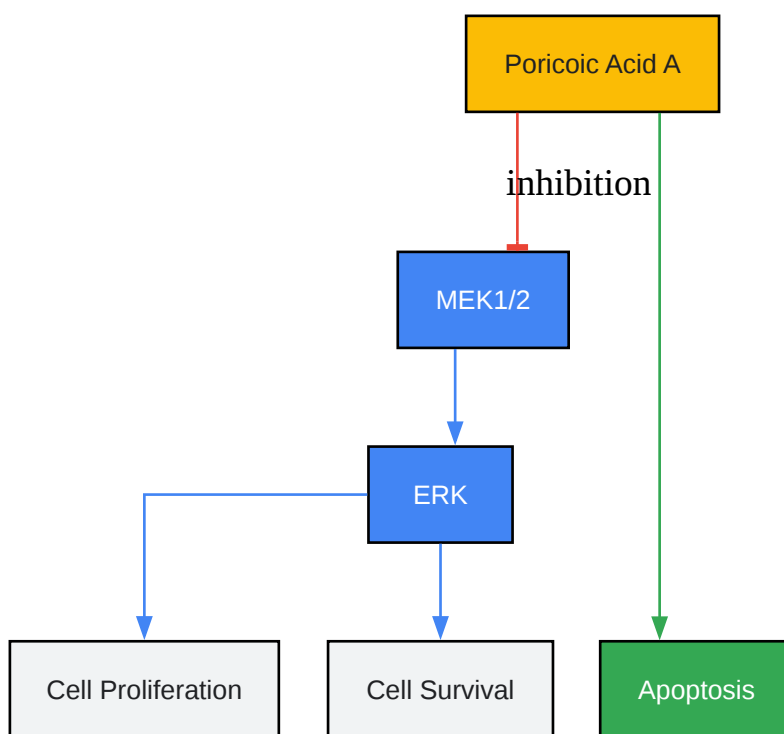 Poricoic Acid A
inhibition
MEK1/2
ERK
Cell Proliferation
Cell Survival
Apoptosis